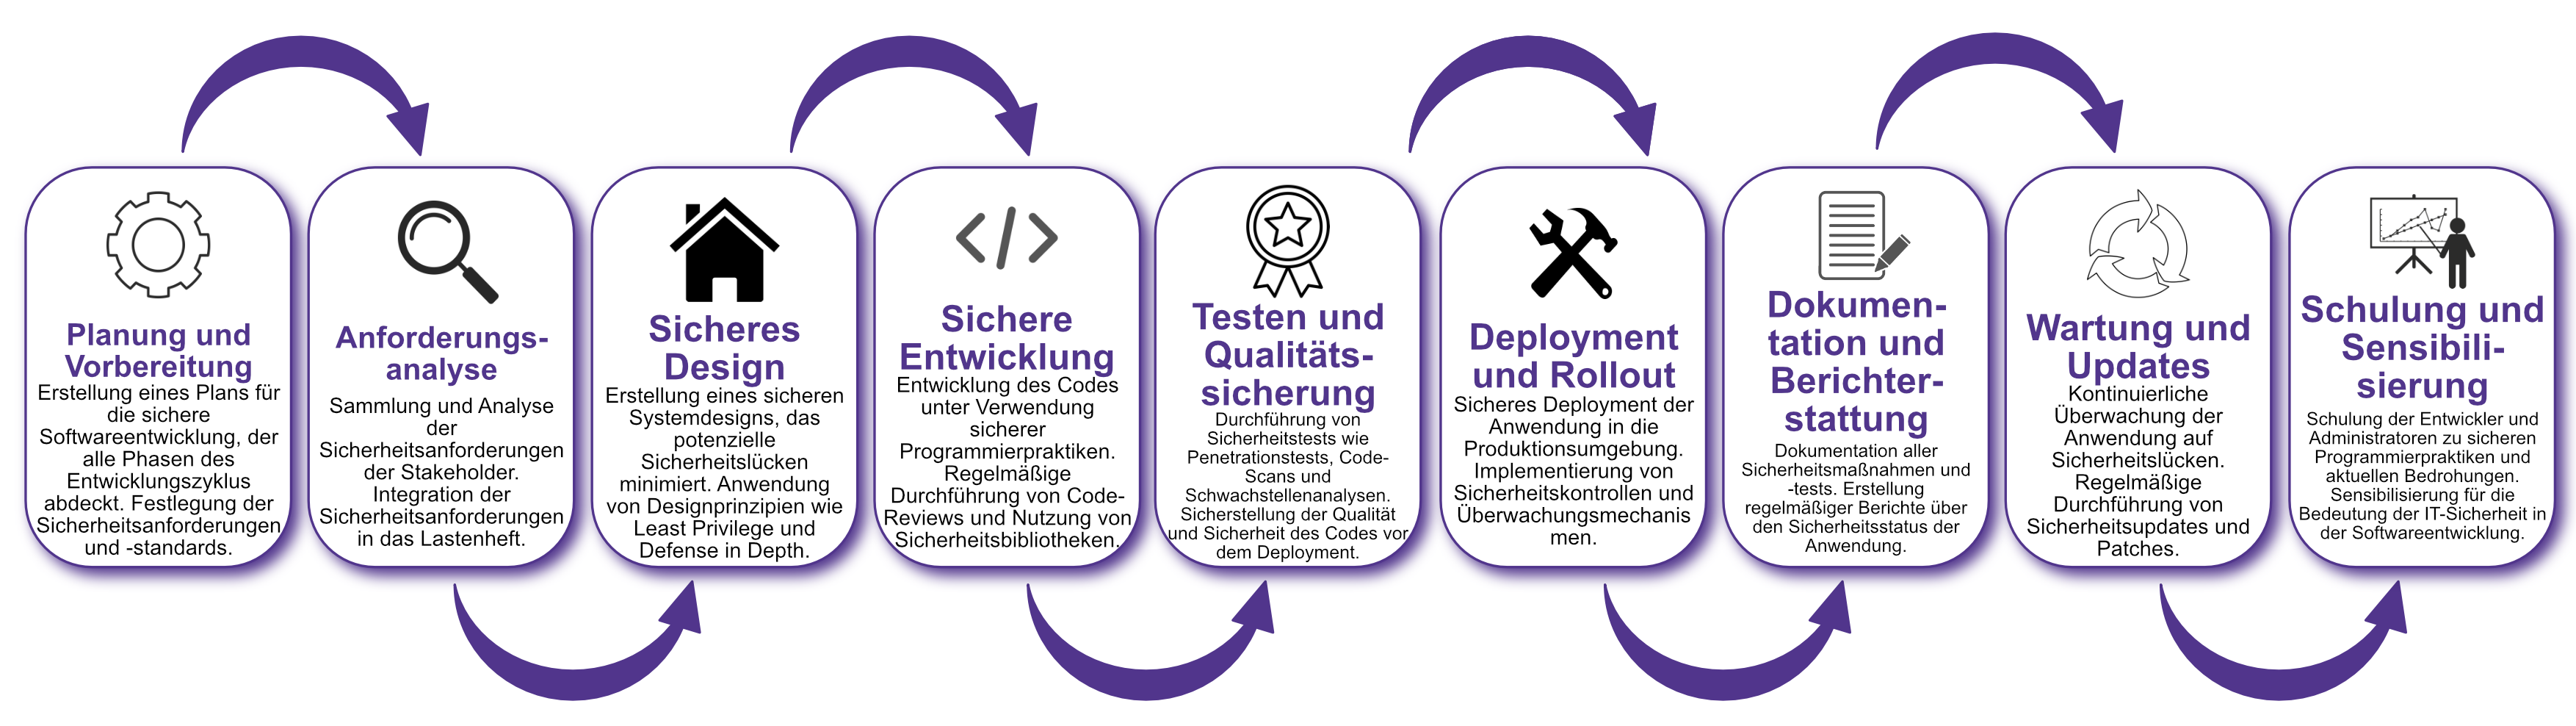 Planung und
Vorbereitung
Erstellung eines Plans für
die sichere
Softwareentwicklung, der
alle Phasen des
Entwicklungszyklus
abdeckt. Festlegung der
Sicherheitsanforderungen
und -standards.
Anforderungs-
analyse
Sammlung und Analyse
der
Sicherheitsanforderungen
der Stakeholder.
Integration der
Sicherheitsanforderungen
in das Lastenheft.
Sicheres
Design
Erstellung eines sicheren
Systemdesigns, das
potenzielle
Sicherheitslücken
minimiert. Anwendung
von Designprinzipien wie
Least Privilege und
Defense in Depth.
Sichere
Entwicklung
Entwicklung des Codes
unter Verwendung
sicherer
Programmierpraktiken.
Regelmäßige
Durchführung von Code-
Reviews und Nutzung von
Sicherheitsbibliotheken.
Testen und
Qualitäts-
sicherung
Durchführung von
Sicherheitstests wie
Penetrationstests, Code-
Scans und
Schwachstellenanalysen.
Sicherstellung der Qualität
und Sicherheit des Codes vor
dem Deployment.
Deployment
und Rollout
Sicheres Deployment der
Anwendung in die
Produktionsumgebung.
Implementierung von
Sicherheitskontrollen und
Überwachungsmechanis
men.
Dokumen-
tation und
Berichter-
stattung
Dokumentation aller
Sicherheitsmaßnahmen und
-tests. Erstellung
regelmäßiger Berichte über
den Sicherheitsstatus der
Anwendung.
Wartung und
Updates
Kontinuierliche
Überwachung der
Anwendung auf
Sicherheitslücken.
Regelmäßige
Durchführung von
Sicherheitsupdates und
Patches.
Schulung und
Sensibili-
sierung
Schulung der Entwickler und
Administratoren zu sicheren
Programmierpraktiken und
aktuellen Bedrohungen.
Sensibilisierung für die
Bedeutung der IT-Sicherheit in
der Softwareentwicklung.